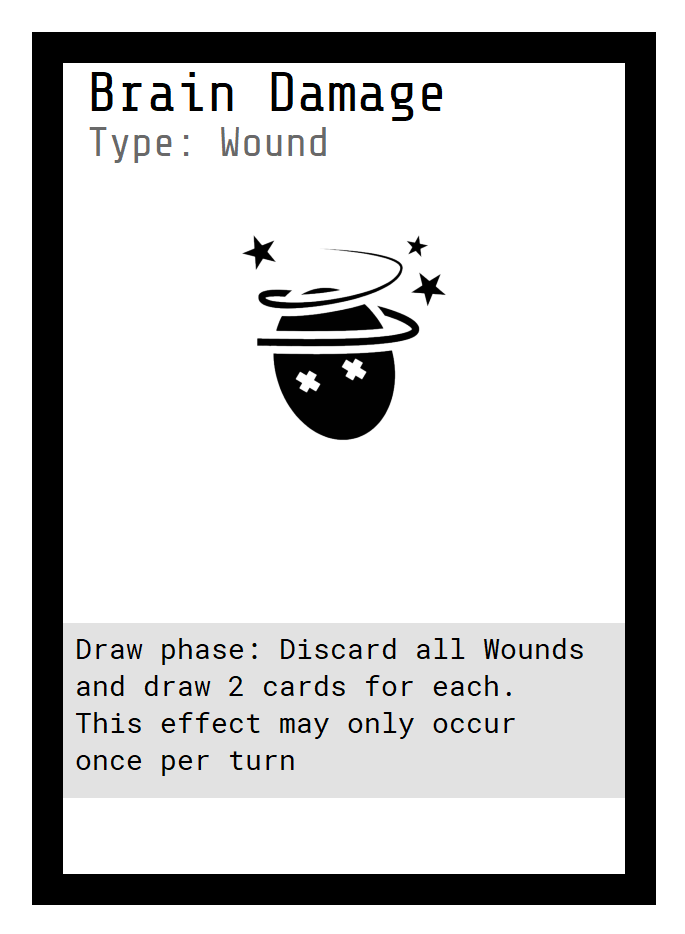 Brain Damage
Type: Wound
Draw phase: Discard all Wounds
and draw 2 cards for each.
This effect may only occur
once per turn